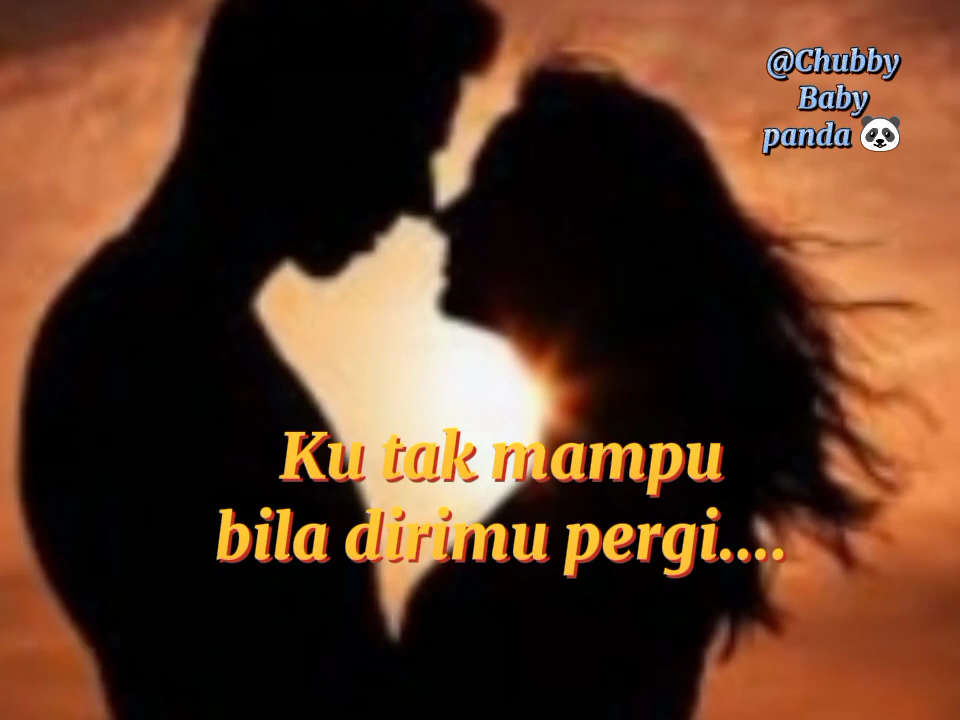 @Chubby
Baby
panda 🐼
Ku tak mampu
bila dirimu pergi....